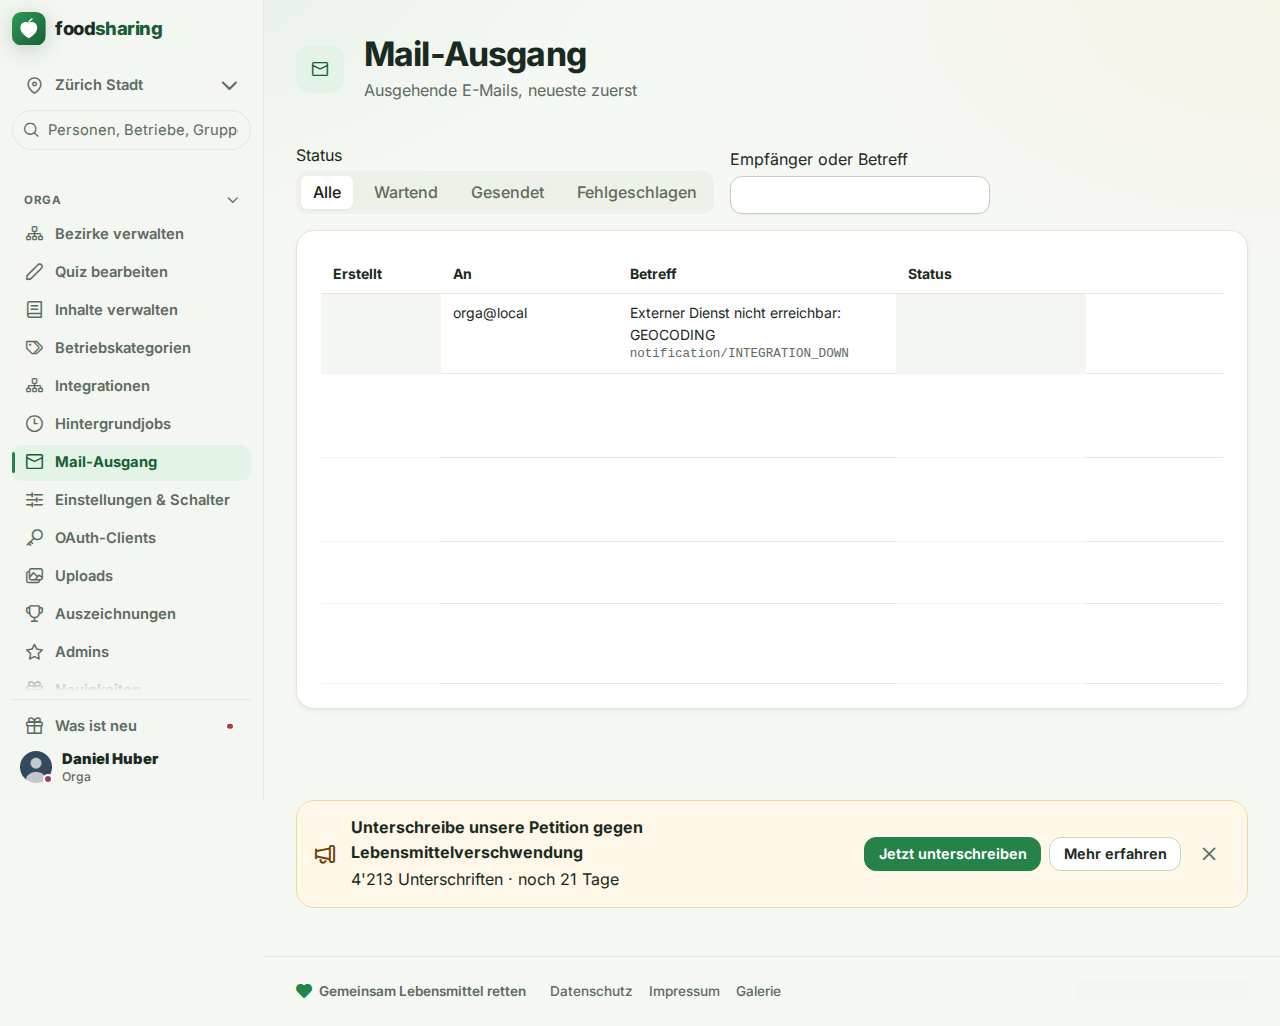 foodsharing
Zürich Stadt
Personen, Betriebe, Grupp
ORGA
Bezirke verwalten
Quiz bearbeiten
Inhalte verwalten
Betriebskategorien
Integrationen
Hintergrundjobs
Mail-Ausgang
Einstellungen & Schalter
OAuth-Clients
Uploads
Auszeichnungen
Admins
Neuigkeiten
Was ist neu
Daniel Huber
Orga
Mail-Ausgang
Ausgehende E-Mails, neueste zuerst
Status
Alle Wartend Gesendet Fehlgeschlagen
Empfänger oder Betreff
Erstellt An Betreff Status
orga@local Externer Dienst nicht erreichbar:
GEOCODING
notification/INTEGRATION_DOWN
Unterschreibe unsere Petition gegen
Lebensmittelverschwendung
4'213 Unterschriften · noch 21 Tage
Jetzt unterschreiben Mehr erfahren
Gemeinsam Lebensmittel retten Datenschutz Impressum Galerie